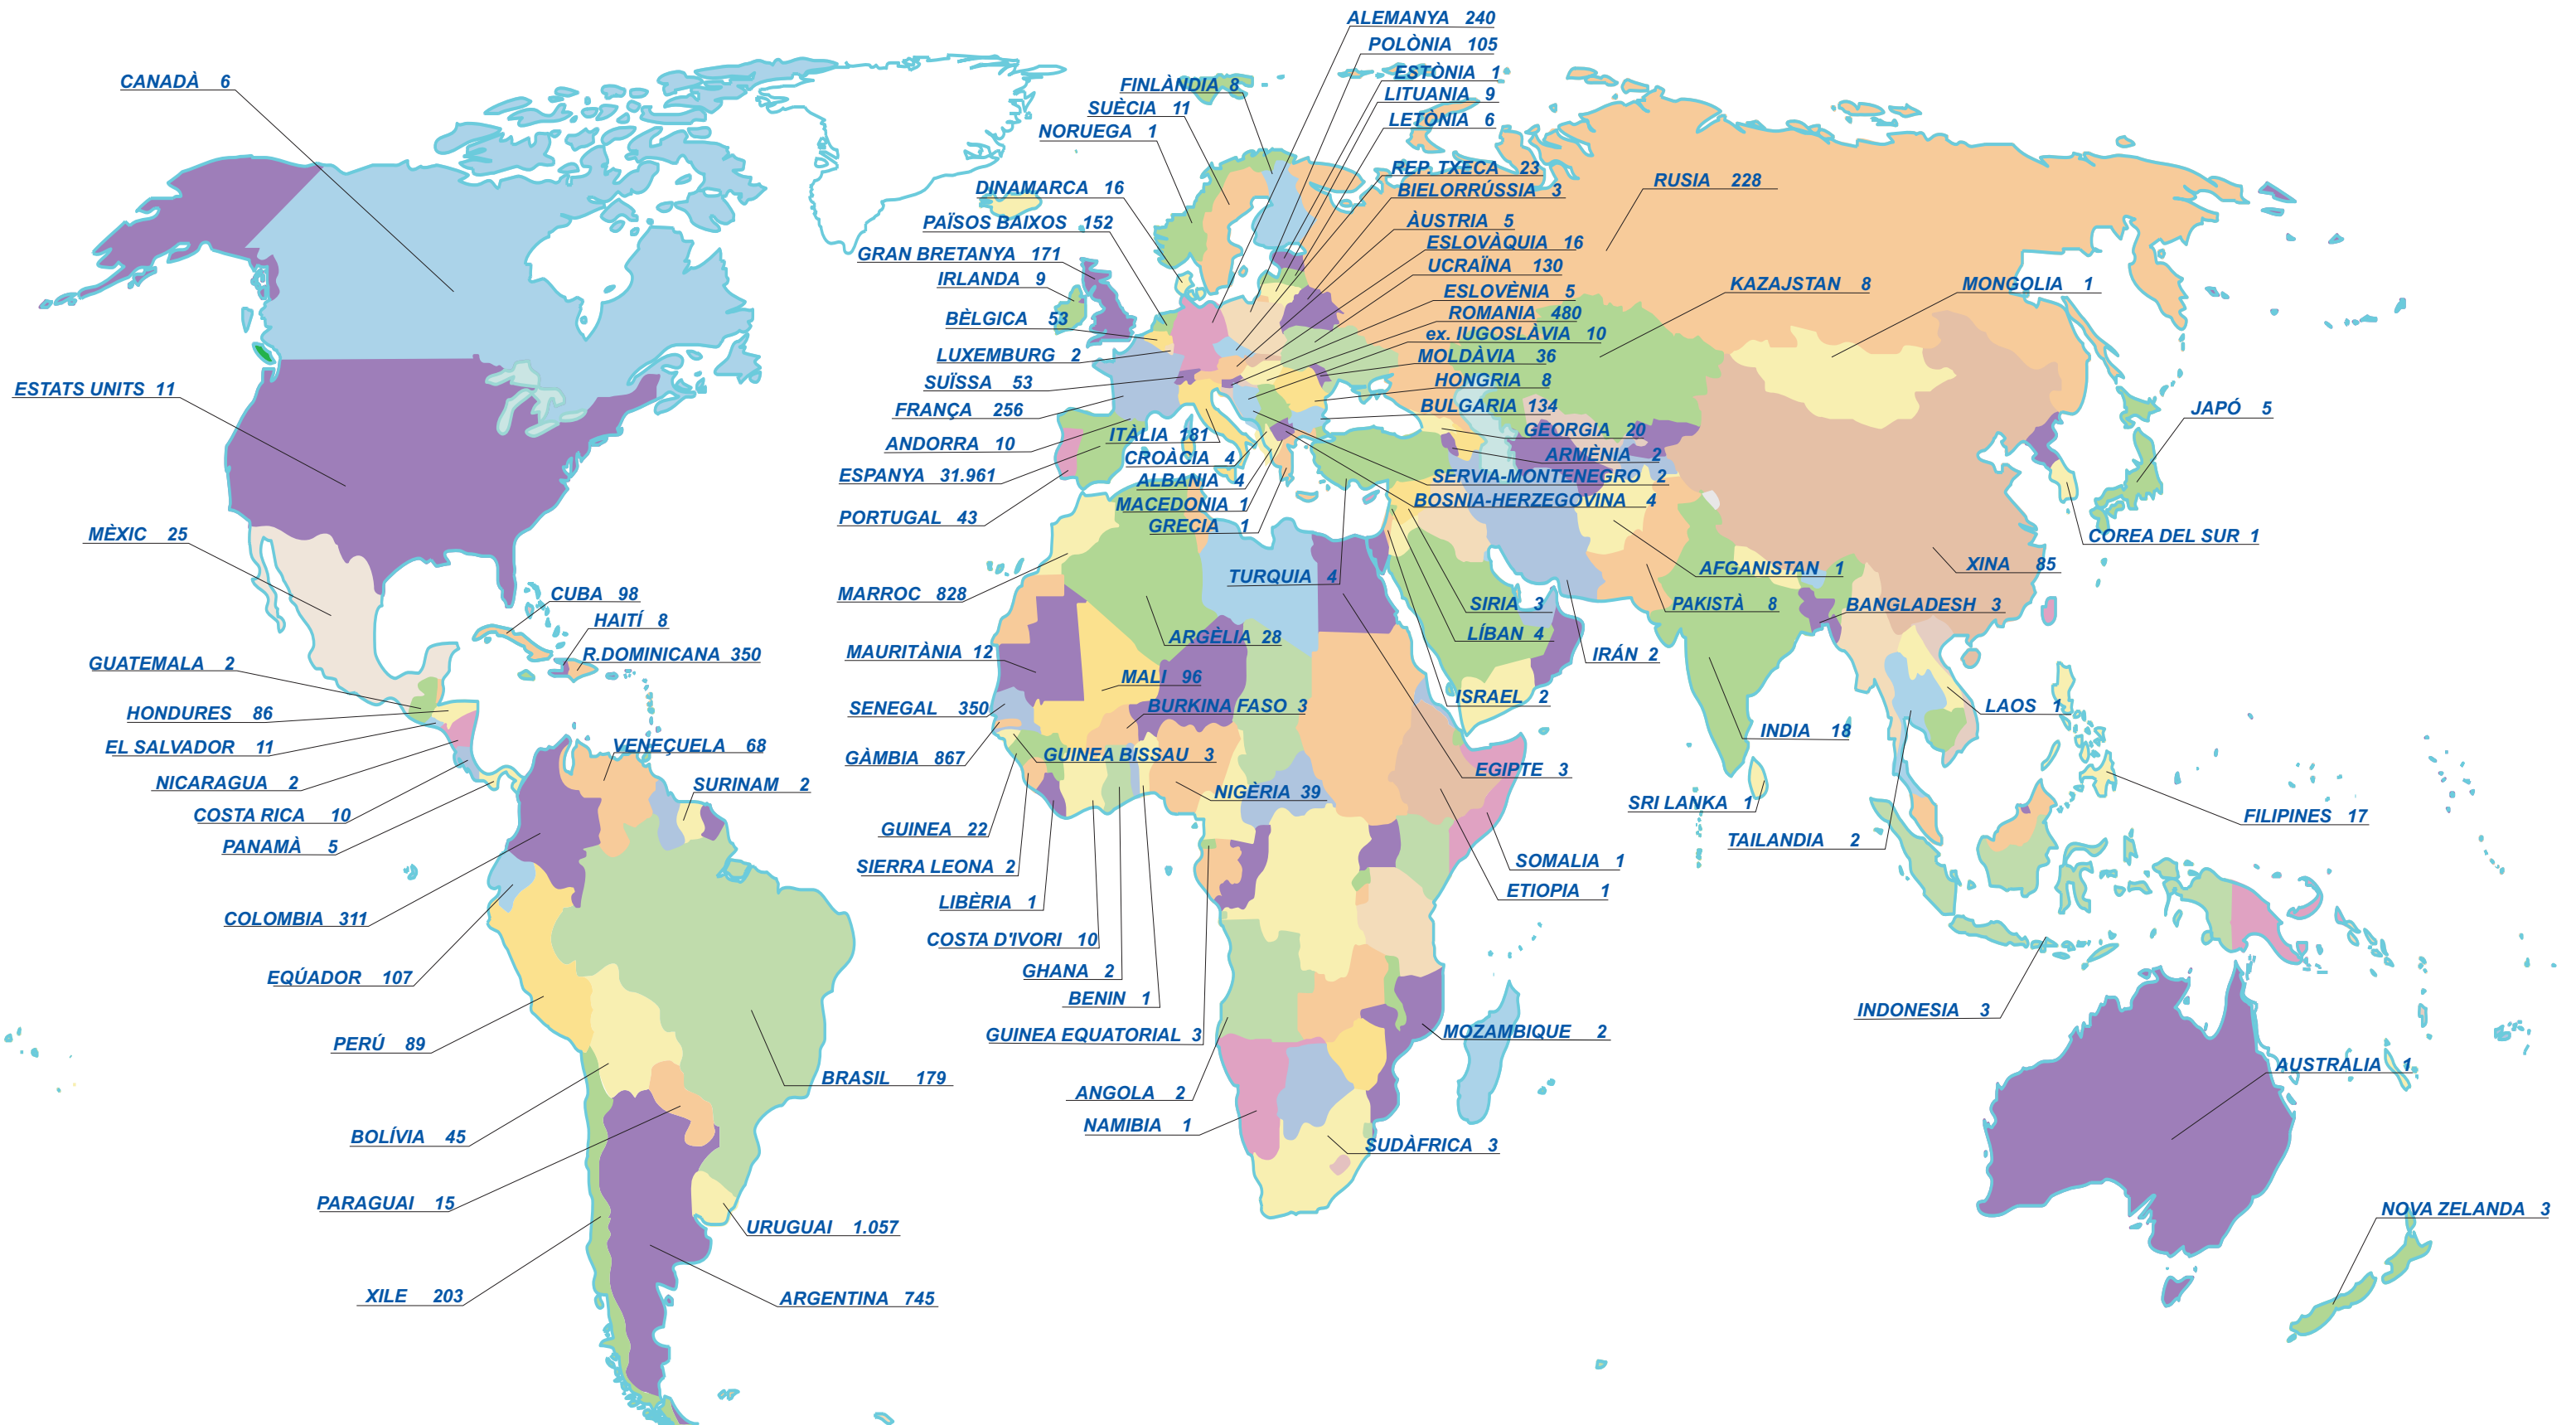 CANADÀ 6
ESTATS UNITS 11
MÈXIC 25
CUBA 98
HAITÍ 8
R.DOMINICANA 350
GUATEMALA 2
HONDURES 86
EL SALVADOR 11
NICARAGUA 2
COSTA RICA 10
PANAMÀ 5
VENEÇUELA 68
SURINAM 2
COLOMBIA 311
EQÚADOR 107
PERÚ 89
BRASIL 179
BOLÍVIA 45
PARAGUAI 15
URUGUAI 1.057
XILE 203
ARGENTINA 745
FINLÀNDIA 8
SUÈCIA 11
NORUEGA 1
DINAMARCA 16
PAÏSOS BAIXOS 152
GRAN BRETANYA 171
IRLANDA 9
BÈLGICA 53
LUXEMBURG 2
SUÏSSA 53
FRANÇA 256
ANDORRA 10
ESPANYA 31.961
PORTUGAL 43
ITÀLIA 181
CROÀCIA 4
ALBANIA 4
MACEDONIA 1
GRECIA 1
ALEMANYA 240
POLÒNIA 105
ESTÒNIA 1
LITUANIA 9
LETÒNIA 6
REP. TXECA 23
BIELORRÚSSIA 3
ÀUSTRIA 5
ESLOVÀQUIA 16
UCRAÏNA 130
ESLOVÈNIA 5
ROMANIA 480
ex. IUGOSLÀVIA 10
MOLDÀVIA 36
HONGRIA 8
BULGARIA 134
GEORGIA 20
ARMÈNIA 2
SERVIA-MONTENEGRO 2
BOSNIA-HERZEGOVINA 4
RUSIA 228
KAZAJSTAN 8
MONGOLIA 1
JAPÓ 5
COREA DEL SUR 1
XINA 85
AFGANISTAN 1
PAKISTÀ 8
BANGLADESH 3
TURQUIA 4
SIRIA 3
LÍBAN 4
IRÁN 2
ISRAEL 2
LAOS 1
INDIA 18
SRI LANKA 1
TAILANDIA 2
FILIPINES 17
INDONESIA 3
AUSTRALIA 1
NOVA ZELANDA 3
MARROC 828
ARGÈLIA 28
MAURITÀNIA 12
MALI 96
SENEGAL 350
BURKINA FASO 3
GÀMBIA 867
GUINEA BISSAU 3
EGIPTE 3
NIGÈRIA 39
GUINEA 22
SIERRA LEONA 2
LIBÈRIA 1
SOMALIA 1
ETIOPIA 1
COSTA D'IVORI 10
GHANA 2
BENIN 1
GUINEA EQUATORIAL 3
MOZAMBIQUE 2
ANGOLA 2
NAMIBIA 1
SUDÀFRICA 3